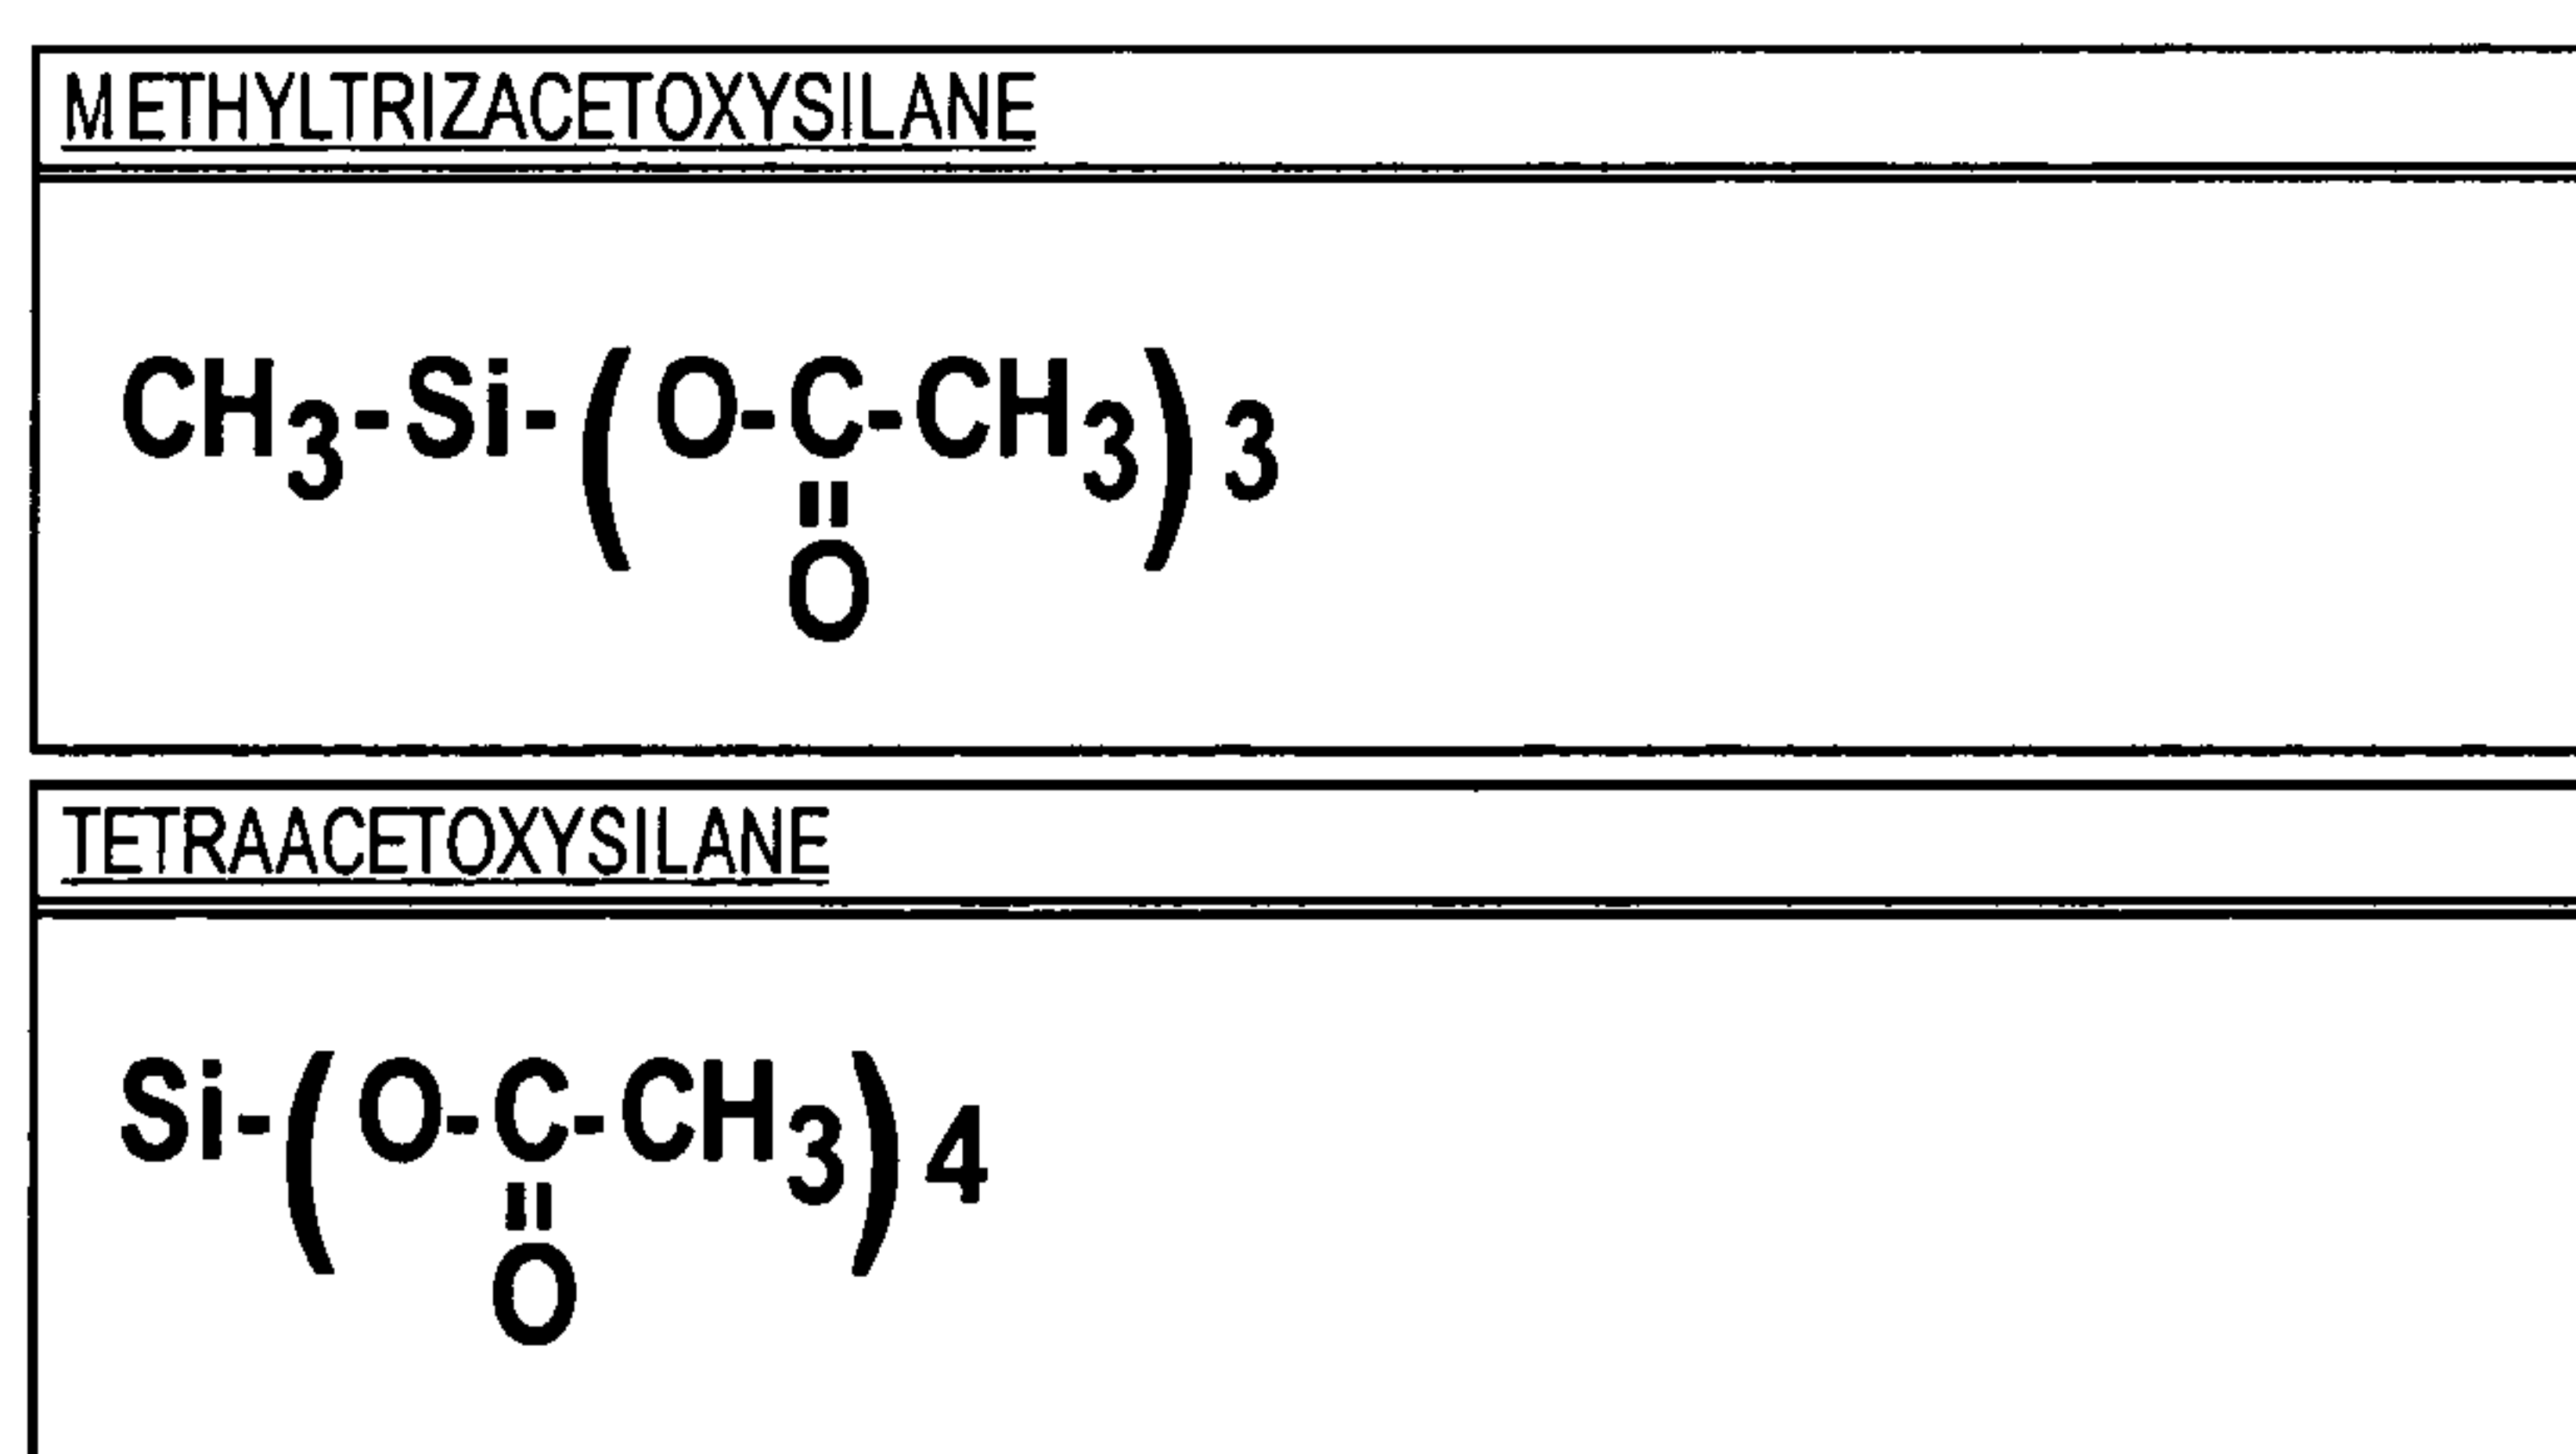 METHYLTRIZACETOXYSILANE
CH3-Si-(O-C-CH3)3
=
O
TETRAACETOXYSILANE
Si-(O-C-CH3)4
=
O